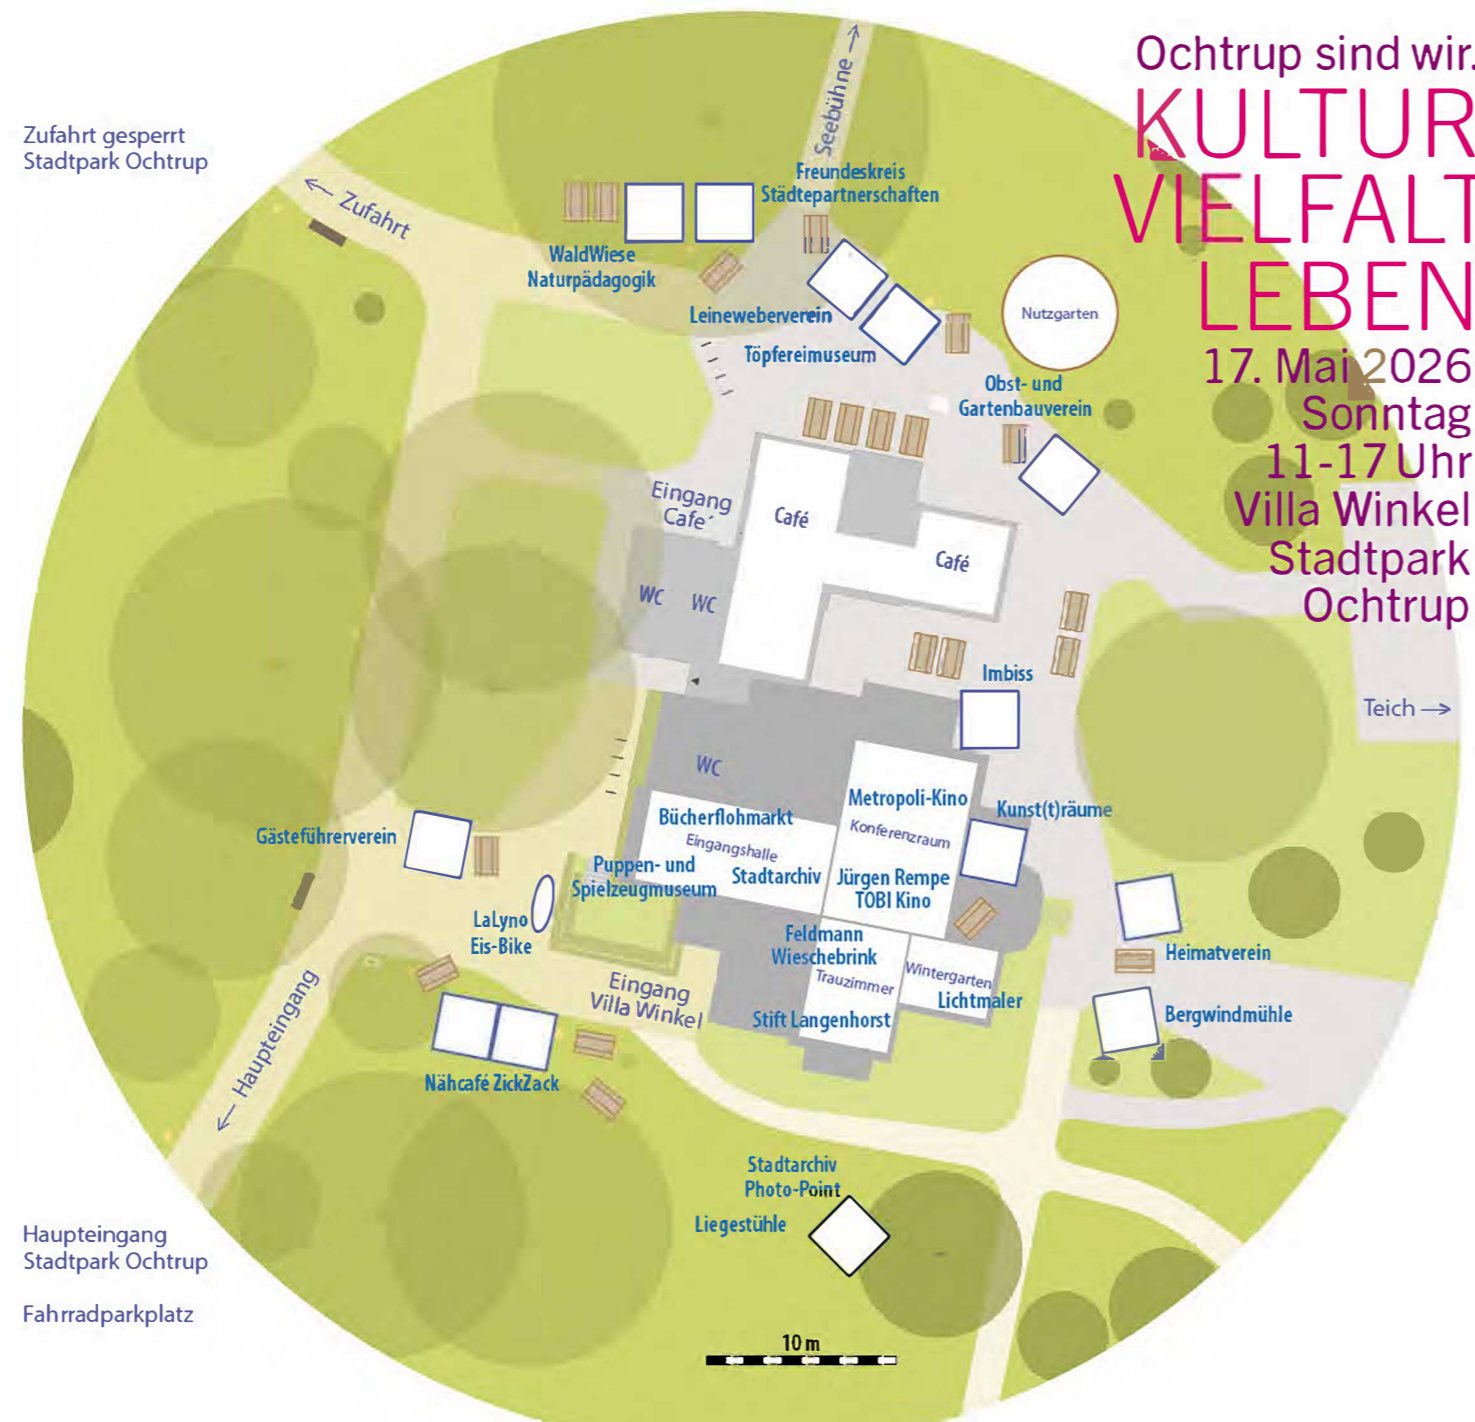 Ochtrup sind wir.
KULTUR
VIELFALT
LEBEN
17. Mai 2026
Sonntag
11-17 Uhr
Villa Winkel
Stadtpark
Ochtrup
Zufahrt gesperrt
Stadtpark Ochtrup
← Zufahrt
Seebühne →
Freundeskreis
Städtepartnerschaften
WaldWiese
Naturpädagogik
Leineweberverein
Töpfereimuseum
Nutzgarten
Obst- und
Gartenbauverein
Eingang
Cafe´
Café
Café
WC
WC
Imbiss
Teich →
WC
Metropoli-Kino
Konferenzraum
Jürgen Rempe
TOBI Kino
Kunst(t)räume
Bücherflohmarkt
Eingangshalle
Stadtarchiv
Puppen- und
Spielzeugmuseum
Gästeführerverein
LaLyno
Eis-Bike
Feldmann
Wieschebrink
Trauzimmer
Wintergarten
Lichtmaler
Stift Langenhorst
Heimatverein
Bergwindmühle
Eingang
Villa Winkel
← Haupteingang
Nähcafé ZickZack
Stadtarchiv
Photo-Point
Liegestühle
Haupteingang
Stadtpark Ochtrup
Fahrradparkplatz
10 m